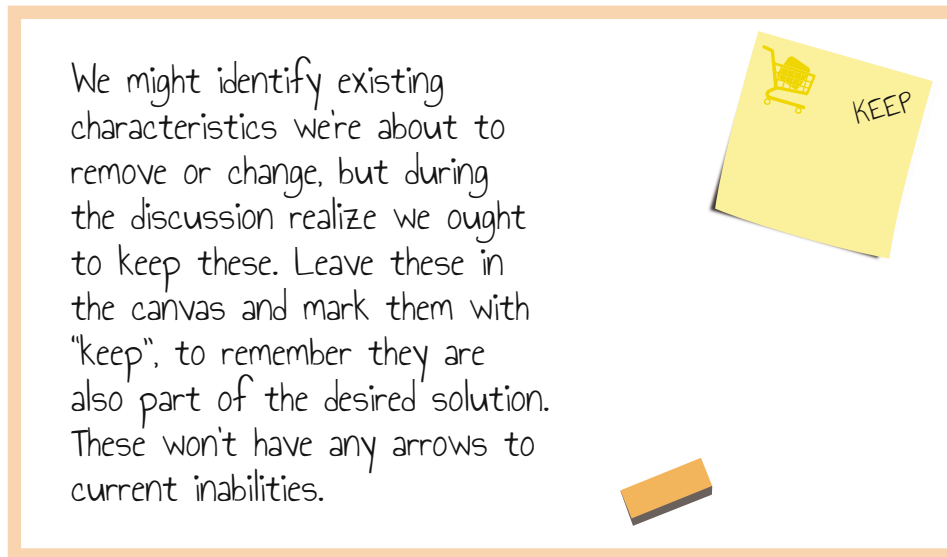 We might identify existing
characteristics we're about to
remove or change, but during
the discussion realize we ought
to keep these. Leave these in
the canvas and mark them with
"keep", to remember they are
also part of the desired solution.
These won't have any arrows to
current inabilities.
KEEP